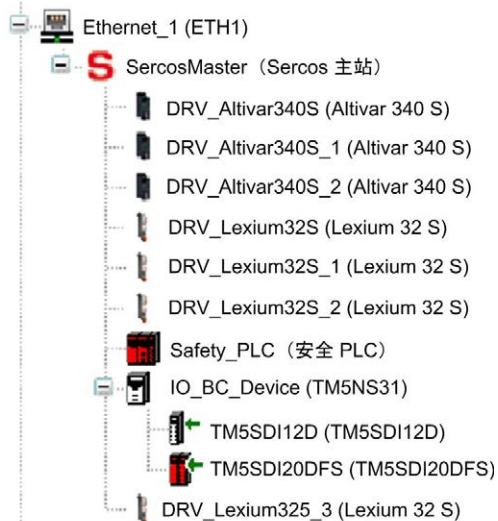 Ethernet_1 (ETH1)
SercosMaster（Sercos 主站）
DRV_Altivar340S (Altivar 340 S)
DRV_Altivar340S_1 (Altivar 340 S)
DRV_Altivar340S_2 (Altivar 340 S)
DRV_Lexium32S (Lexium 32 S)
DRV_Lexium32S_1 (Lexium 32 S)
DRV_Lexium32S_2 (Lexium 32 S)
Safety_PLC（安全 PLC）
IO_BC_Device (TM5NS31)
TM5SDI12D (TM5SDI12D)
TM5SDI20DFS (TM5SDI20DFS)
DRV_Lexium325_3 (Lexium 32 S)